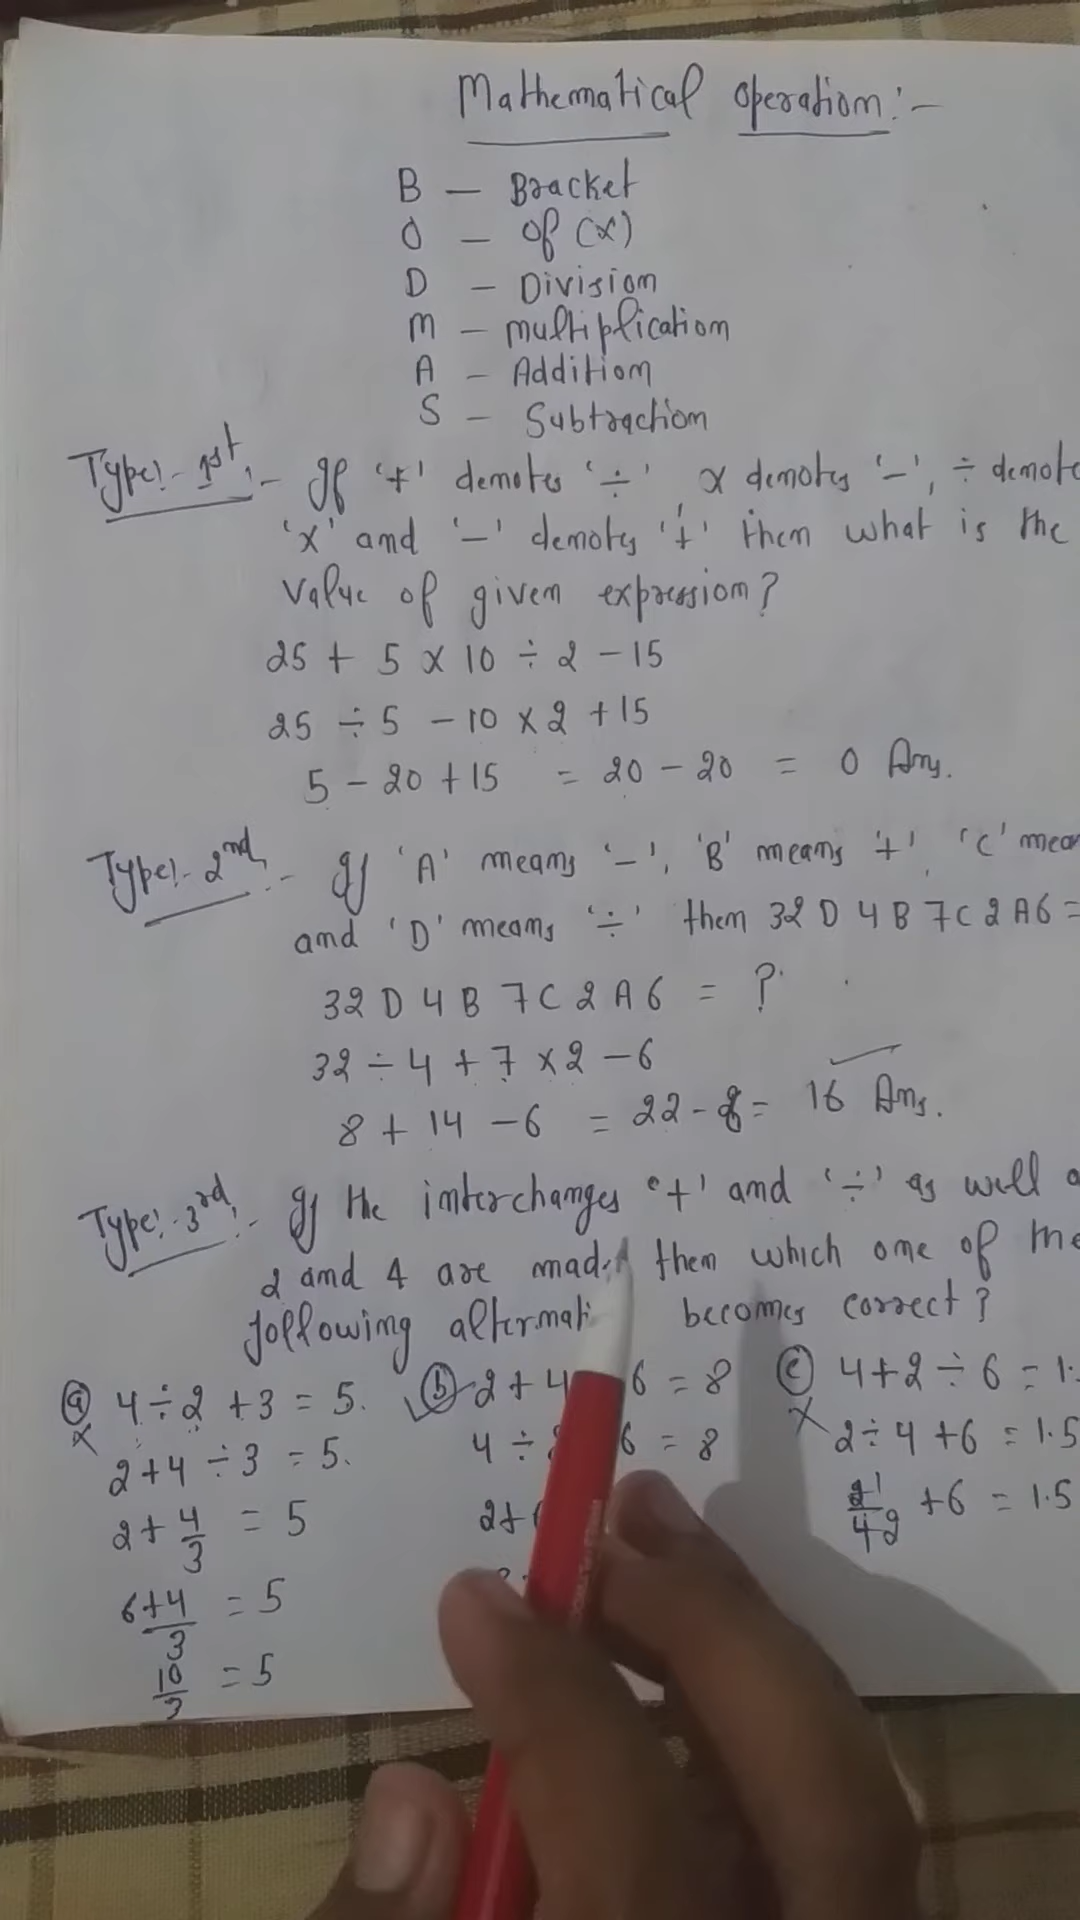 Mathematical Operation:-
B - Bracket
O - Of (x)
D - Division
M - Multiplication
A - Addition
S - Subtraction
Type:- 1st:- If '+' denotes '÷', x denotes '-', ÷ denote
'x' and '-' denotes '+' then what is the
Value of given expression?
25 + 5 x 10 ÷ 2 - 15
25 ÷ 5 - 10 x 2 + 15
5 - 20 + 15 = 20 - 20 = 0 Ans.
Type:- 2nd:- If 'A' means '-', 'B' means '+', 'C' mea
and 'D' means '÷' then 32 D 4 B 7 C 2 A 6 =
32 D 4 B 7 C 2 A 6 = ?
32 ÷ 4 + 7 x 2 - 6
8 + 14 - 6 = 22 - 6 = 16 Ans.
Type:- 3rd:- If the interchanges '+' and '÷' as well a
2 and 4 are mad then which one of the
following alternati becomes correct?
(a) 4 ÷ 2 + 3 = 5. (b) 2 + 4 6 = 8 (c) 4 + 2 ÷ 6 = 1.
x 2 + 4 ÷ 3 = 5. 4 ÷ 6 = 8 x 2 ÷ 4 + 6 = 1.5
2 + 4/3 = 5 2 + 21/42 + 6 = 1.5
6+4/3 = 5
10/3 = 5